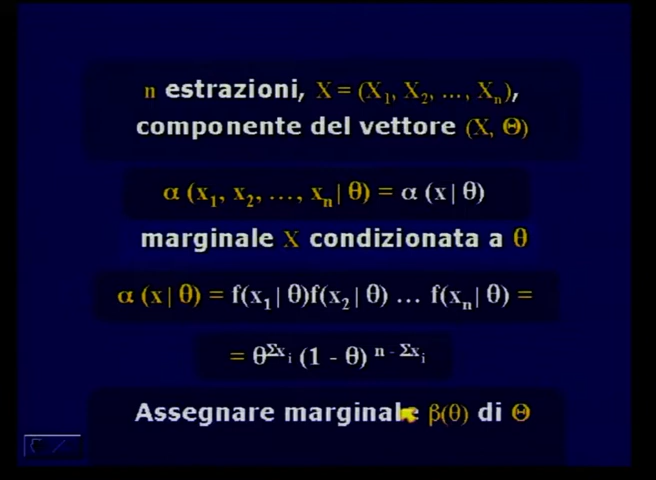 n estrazioni, X = (X₁, X₂, ..., Xₙ),
componente del vettore (X, Θ)
α (x₁, x₂, ..., xₙ | θ) = α (x | θ)
marginale X condizionata a θ
α (x | θ) = f(x₁ | θ)f(x₂ | θ) ... f(xₙ | θ) =
= θ^Σxᵢ (1 - θ)^n - Σxᵢ
Assegnare marginale β(θ) di Θ